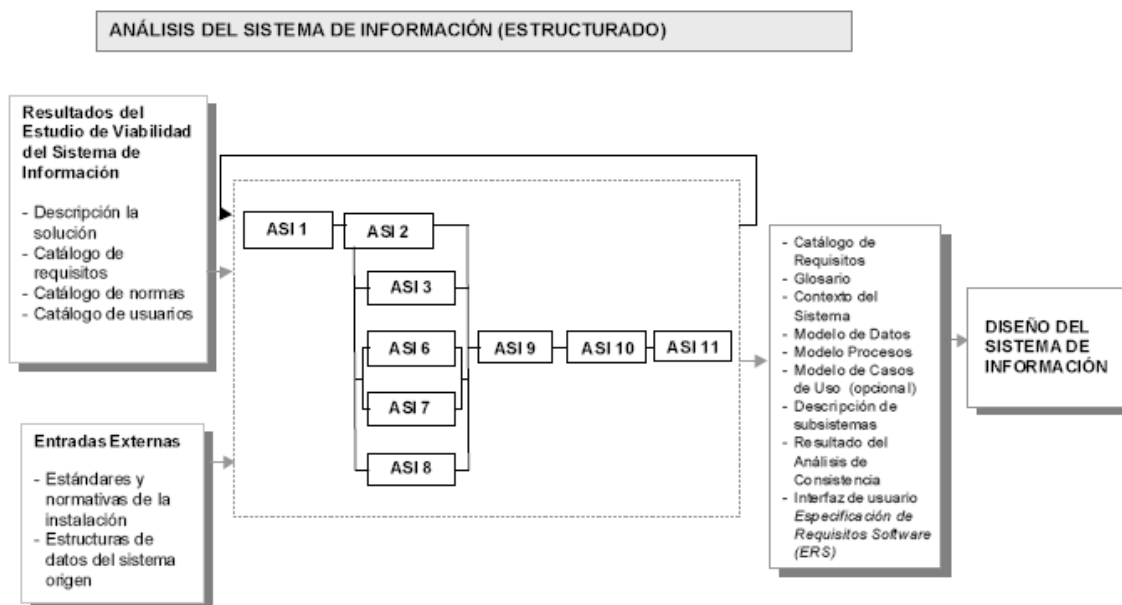 ANÁLISIS DEL SISTEMA DE INFORMACIÓN (ESTRUCTURADO)
Resultados del
Estudio de Viabilidad
del Sistema de
Información
- Descripción la
solución
- Catálogo de
requisitos
- Catálogo de normas
- Catálogo de usuarios
Entradas Externas
- Estándares y
normativas de la
instalación
- Estructuras de
datos del sistema
origen
ASI 1
ASI 2
ASI 3
ASI 6
ASI 7
ASI 8
ASI 9
ASI 10
ASI 11
- Catálogo de
Requisitos
- Glosario
- Contexto del
Sistema
- Modelo de Datos
- Modelo Procesos
- Modelo de Casos
de Uso (opcional)
- Descripción de
subsistemas
- Resultado del
Análisis de
Consistencia
- Interfaz de usuario
Especificación de
Requisitos Software
(ERS)
DISEÑO DEL
SISTEMA DE
INFORMACIÓN